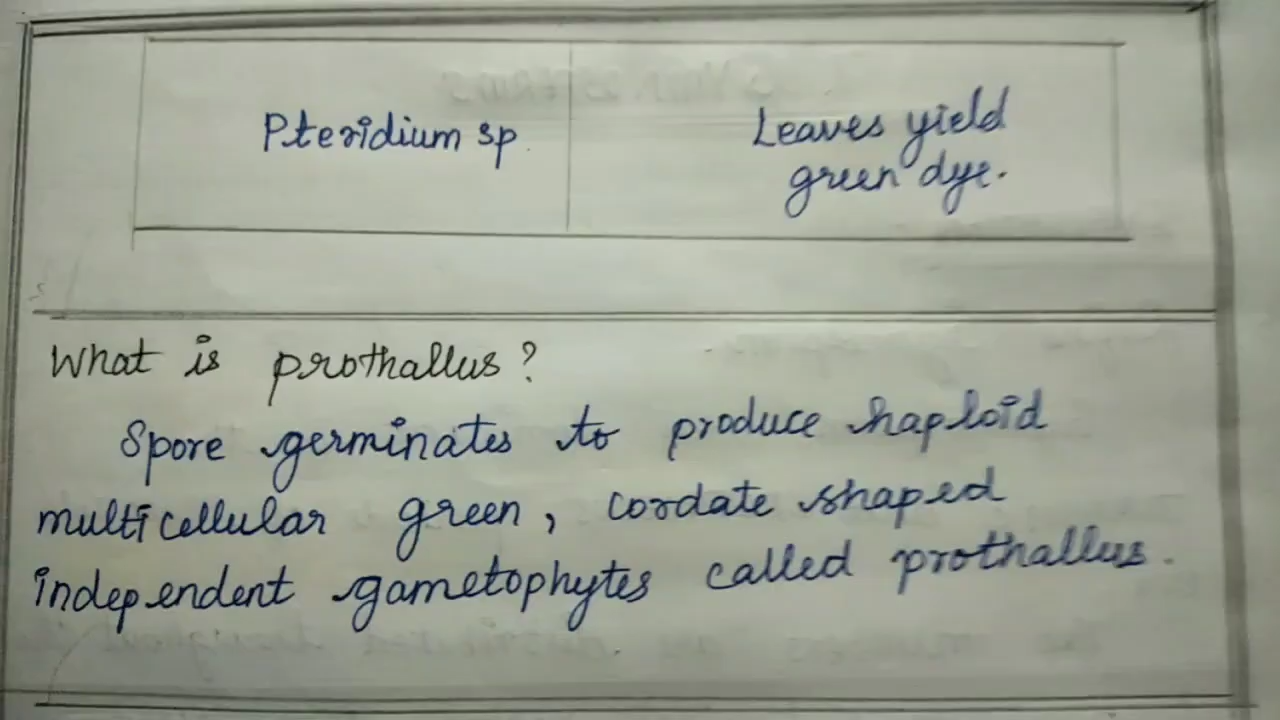 Pteridium sp.
Leaves yield
green dye.
What is prothallus?
Spore germinates to produce haploid
multicellular green, cordate shaped
independent gametophytes called prothallus.